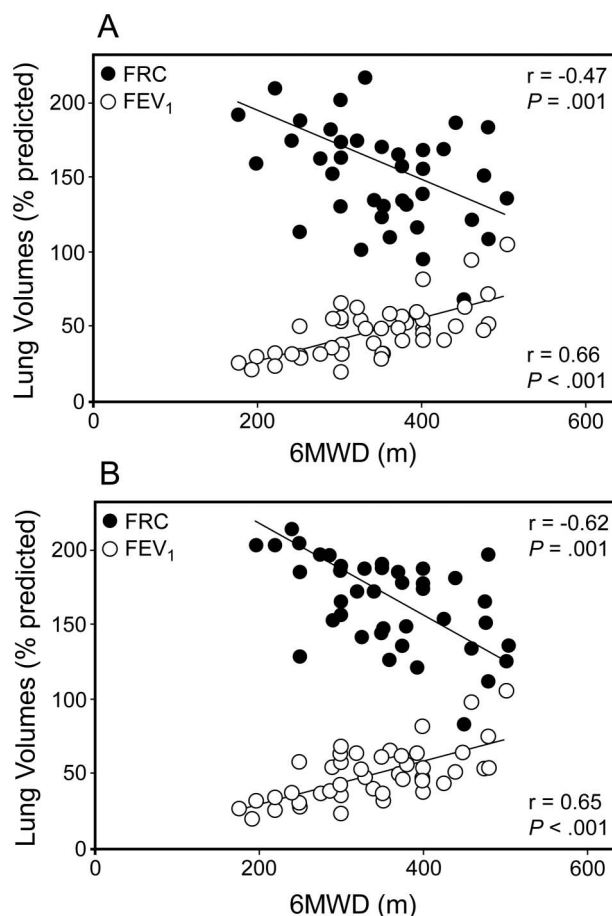 A
FRC
FEV₁
r = -0.47
P = .001
200
150
100
50
0
Lung Volumes (% predicted)
r = 0.66
P < .001
0 200 400 600
6MWD (m)
B
FRC
FEV₁
r = -0.62
P = .001
200
150
100
50
0
Lung Volumes (% predicted)
r = 0.65
P < .001
0 200 400 600
6MWD (m)